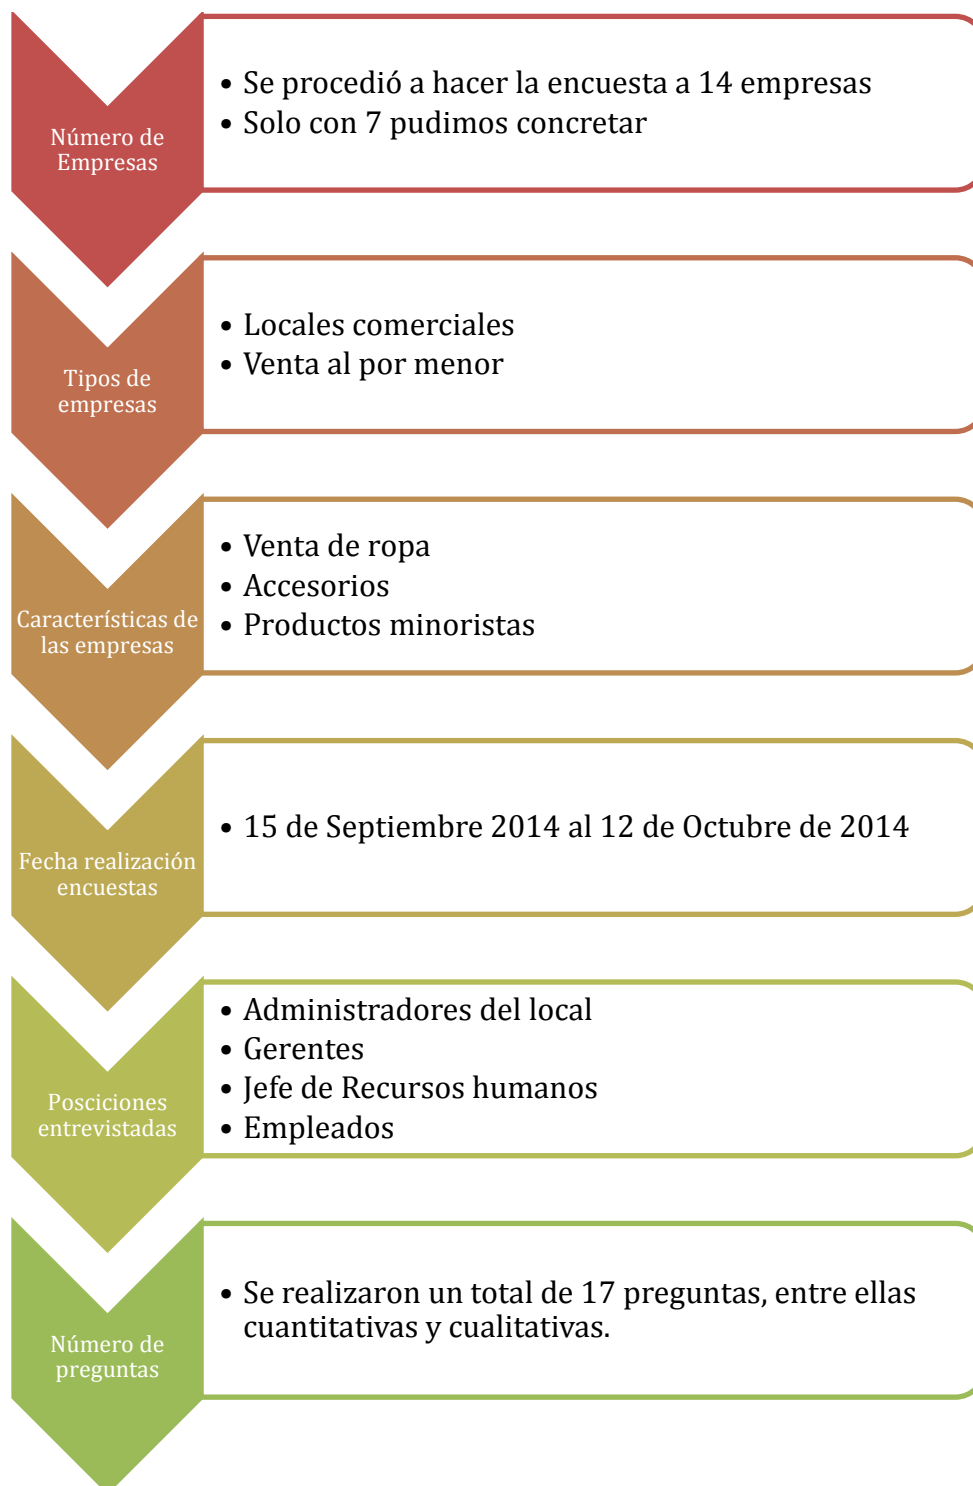 Número de
Empresas
• Se procedió a hacer la encuesta a 14 empresas
• Solo con 7 pudimos concretar
Tipos de
empresas
• Locales comerciales
• Venta al por menor
Características de
las empresas
• Venta de ropa
• Accesorios
• Productos minoristas
Fecha realización
encuestas
• 15 de Septiembre 2014 al 12 de Octubre de 2014
Posciciones
entrevistadas
• Administradores del local
• Gerentes
• Jefe de Recursos humanos
• Empleados
Número de
preguntas
• Se realizaron un total de 17 preguntas, entre ellas
cuantitativas y cualitativas.